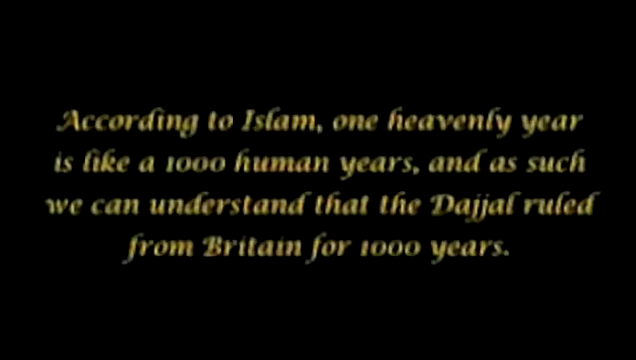 According to Islam, one heavenly year
is like a 1000 human years, and as such
we can understand that the Dajjal ruled
from Britain for 1000 years.